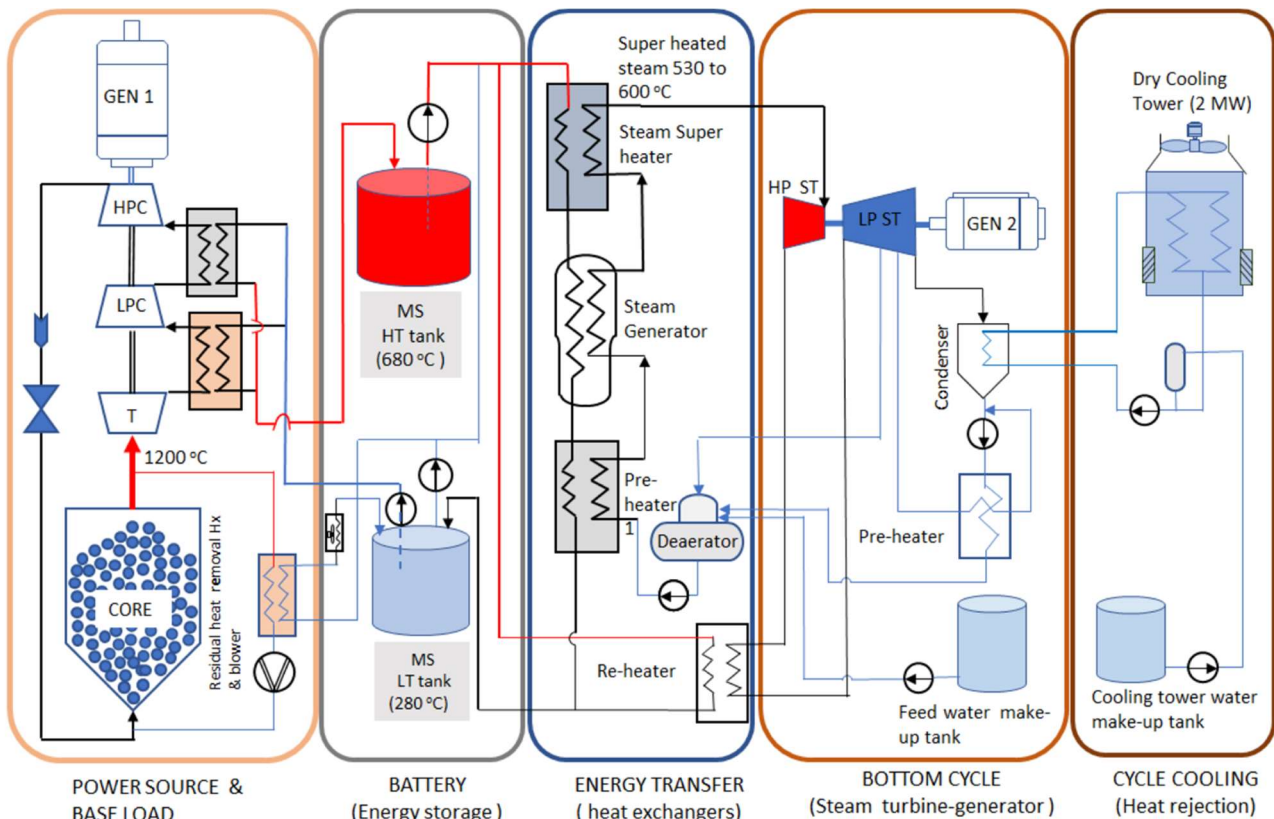 GEN 1
HPC
LPC
T
1200 °C
CORE
Residual heat removal Hx
& blower
MS
HT tank
(680 °C )
MS
LT tank
(280 °C)
Super heated
steam 530 to
600 °C
Steam Super
heater
Steam
Generator
Pre-
heater
1
Deaerator
Re-heater
HP ST
LP ST
GEN 2
Condenser
Pre-heater
Feed water make-
up tank
Dry Cooling
Tower (2 MW)
Cooling tower water
make-up tank
POWER SOURCE &
BASE LOAD
BATTERY
(Energy storage )
ENERGY TRANSFER
( heat exchangers)
BOTTOM CYCLE
(Steam turbine-generator )
CYCLE COOLING
(Heat rejection)